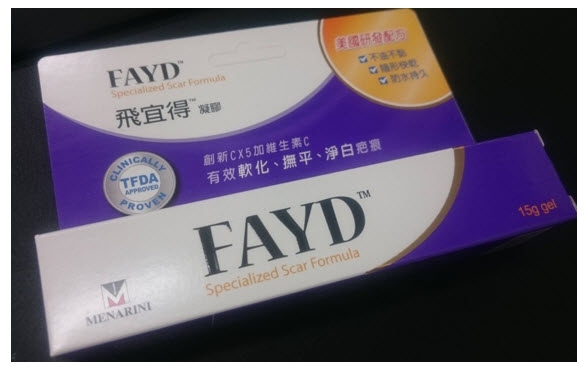 FAYD™
Specialized Scar Formula
飛宜得™ 凝膠
美國研發配方
不油不黏
隱形快乾
防水持久
創新CX5加維生素C
有效軟化、撫平、淨白疤痕
CLINICALLY
TFDA
APPROVED
PROVEN
FAYD™
Specialized Scar Formula
15g gel
MENARINI